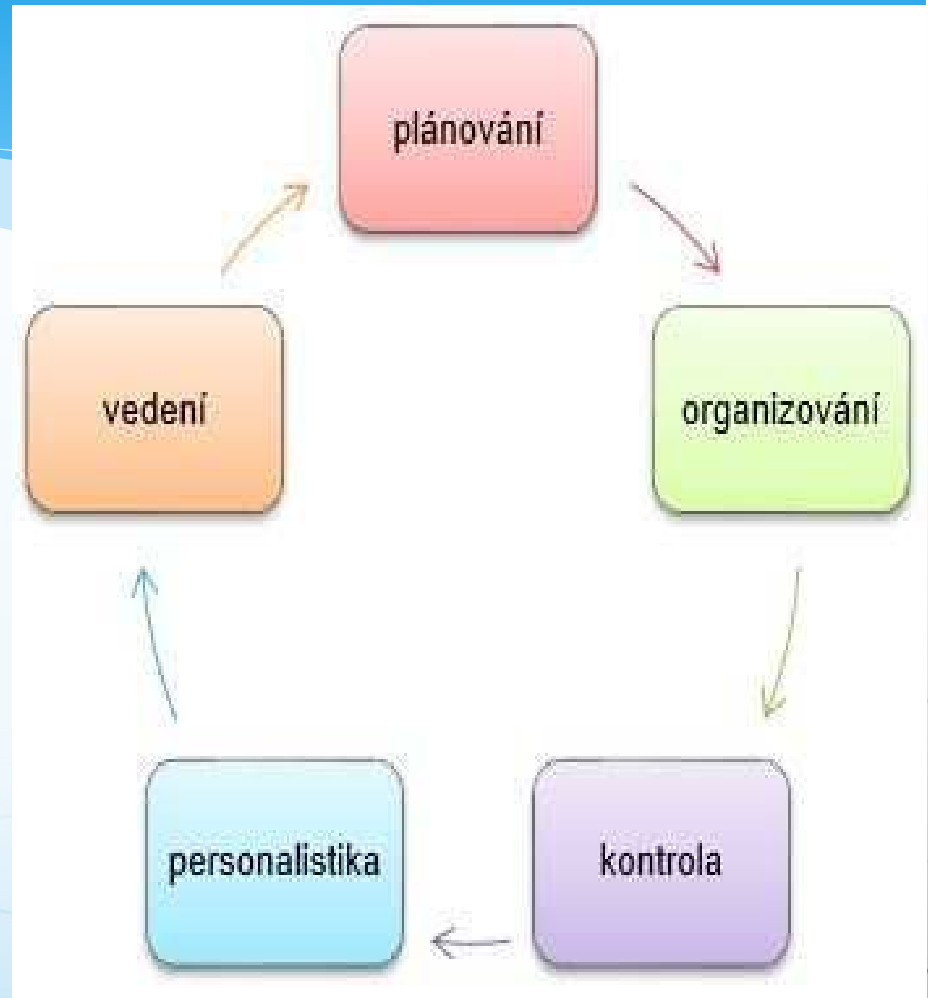 plánování
vedení
organizování
personalistika
kontrola